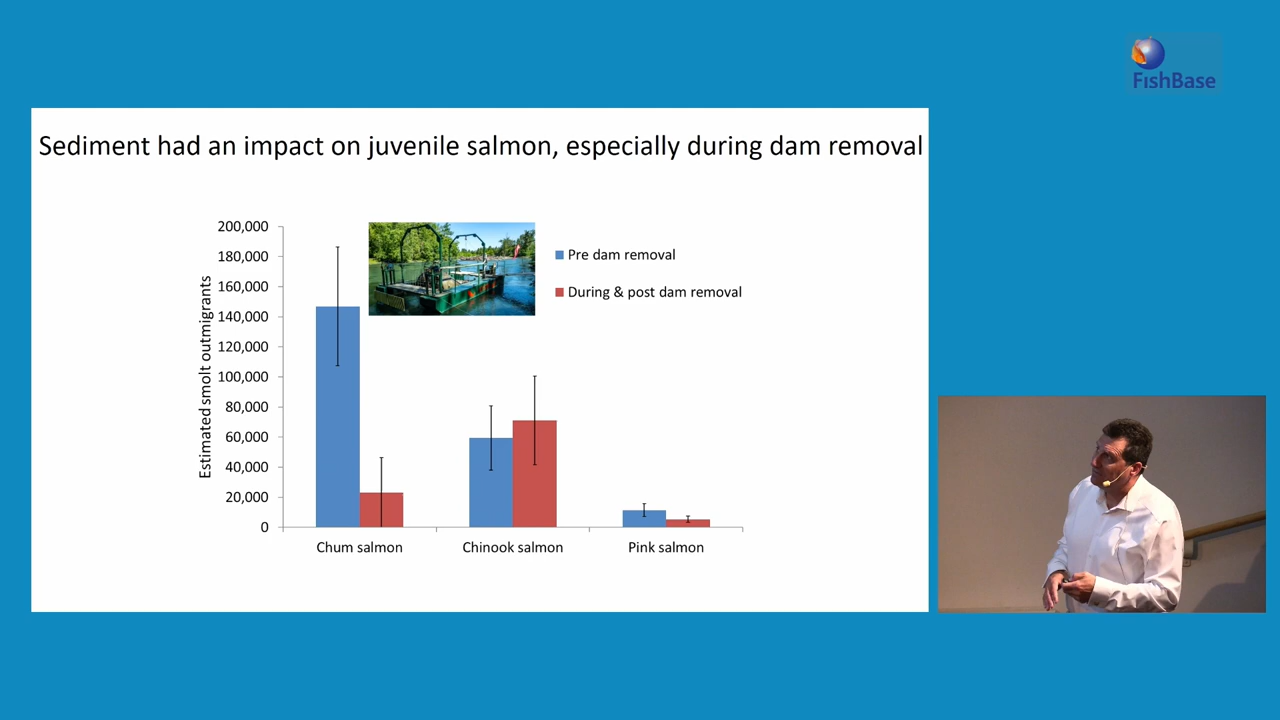 FishBase
Sediment had an impact on juvenile salmon, especially during dam removal
Estimated smolt outmigrants
200,000
180,000
160,000
140,000
120,000
100,000
80,000
60,000
40,000
20,000
0
Pre dam removal
During & post dam removal
Chum salmon
Chinook salmon
Pink salmon